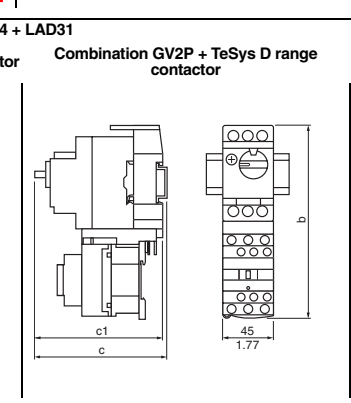 4 + LAD31
tor
Combination GV2P + TeSys D range
contactor
b
c1
c
45
1.77